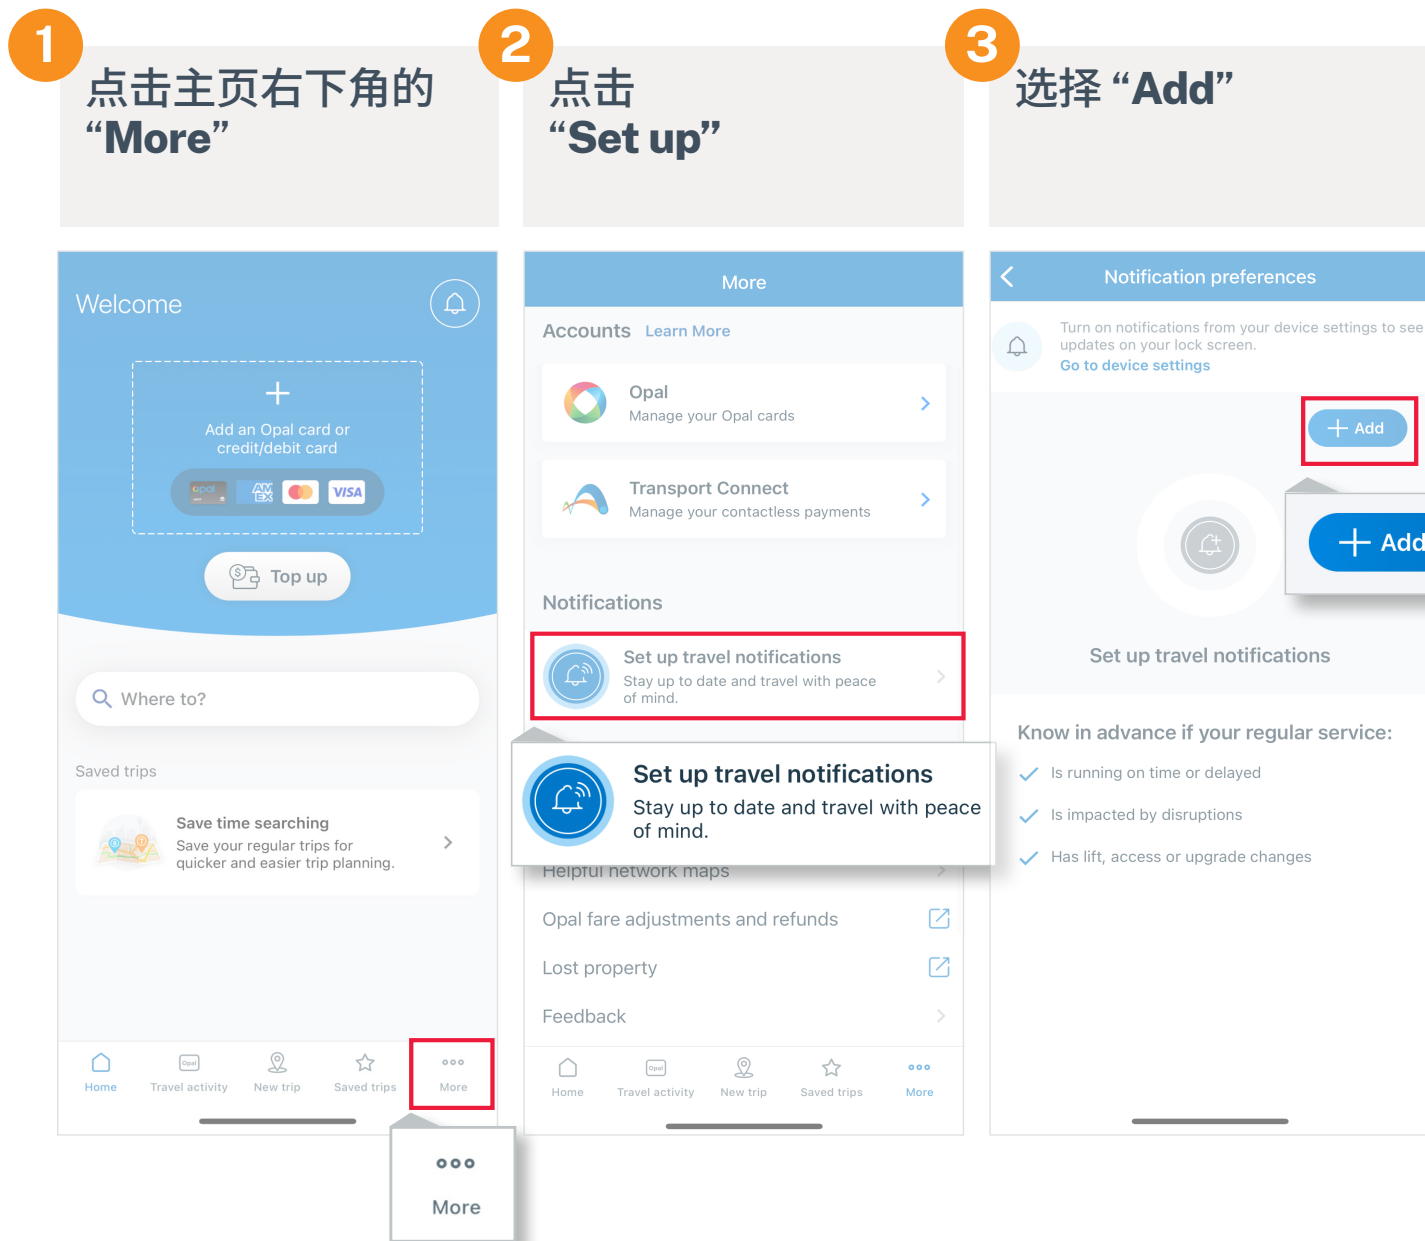 1
点击主页右下角的
“More”
2
点击
“Set up”
3
选择 “Add”
Welcome
Add an Opal card or
credit/debit card
opal
AM
EX
VISA
Top up
Where to?
Saved trips
Save time searching
Save your regular trips for
quicker and easier trip planning.
Home
Opal
Travel activity
New trip
Saved trips
More
More
More
Accounts Learn More
Opal
Manage your Opal cards
Transport Connect
Manage your contactless payments
Notifications
Set up travel notifications
Stay up to date and travel with peace
of mind.
Set up travel notifications
Stay up to date and travel with peace
of mind.
Helpful network maps
Opal fare adjustments and refunds
Lost property
Feedback
Home
Opal
Travel activity
New trip
Saved trips
More
Notification preferences
Turn on notifications from your device settings to see
updates on your lock screen.
Go to device settings
Add
Add
Set up travel notifications
Know in advance if your regular service:
Is running on time or delayed
Is impacted by disruptions
Has lift, access or upgrade changes